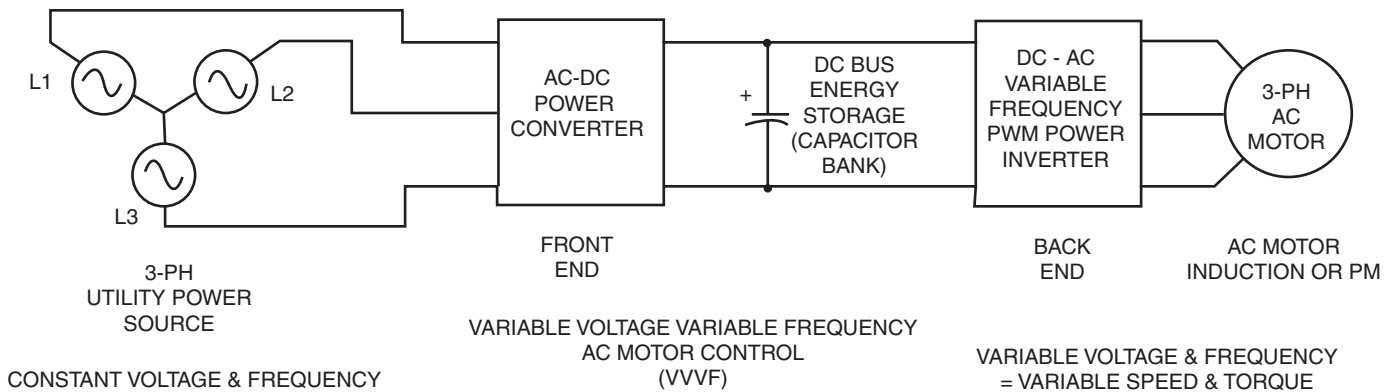 L1
L2
L3
3-PH
UTILITY POWER
SOURCE
CONSTANT VOLTAGE & FREQUENCY
AC-DC
POWER
CONVERTER
FRONT
END
+
DC BUS
ENERGY
STORAGE
(CAPACITOR
BANK)
VARIABLE VOLTAGE VARIABLE FREQUENCY
AC MOTOR CONTROL
(VVVF)
DC - AC
VARIABLE
FREQUENCY
PWM POWER
INVERTER
BACK
END
3-PH
AC
MOTOR
AC MOTOR
INDUCTION OR PM
VARIABLE VOLTAGE & FREQUENCY
= VARIABLE SPEED & TORQUE